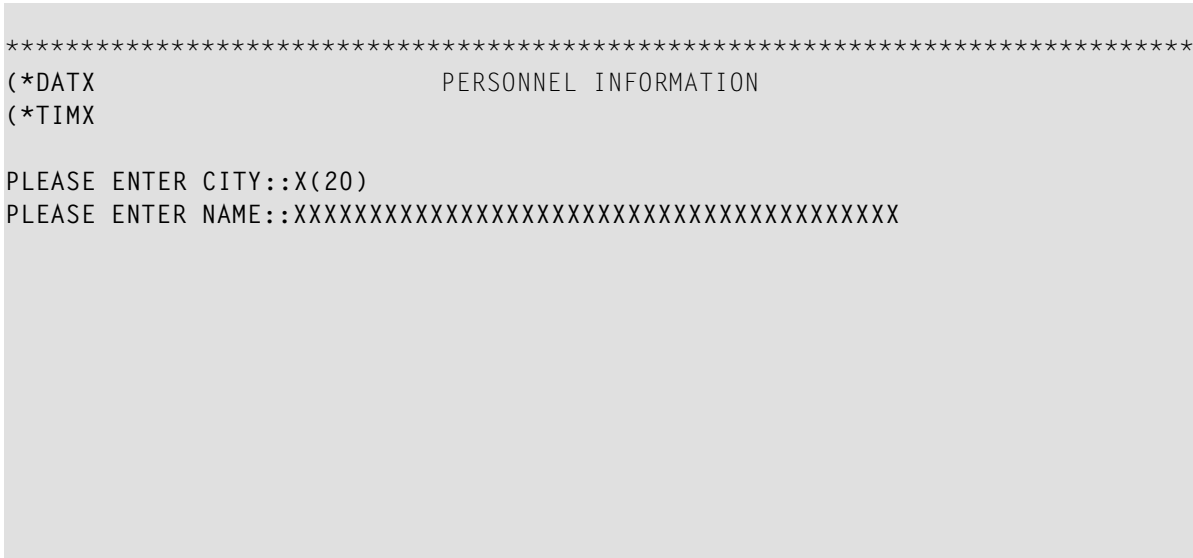 *******************************************************************************
(*DATX                       PERSONNEL INFORMATION
(*TIMX
PLEASE ENTER CITY::X(20)
PLEASE ENTER NAME::XXXXXXXXXXXXXXXXXXXXXXXXXXXXXXXXXXXXXXXX